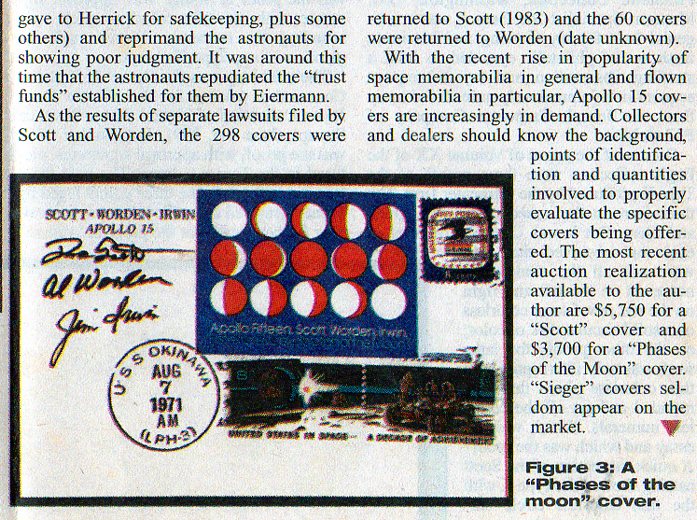 gave to Herrick for safekeeping, plus some
others) and reprimand the astronauts for
showing poor judgment. It was around this
time that the astronauts repudiated the “trust
funds” established for them by Eiermann.
As the results of separate lawsuits filed by
Scott and Worden, the 298 covers were
returned to Scott (1983) and the 60 covers
were returned to Worden (date unknown).
With the recent rise in popularity of
space memorabilia in general and flown
memorabilia in particular, Apollo 15 cov-
ers are increasingly in demand. Collectors
and dealers should know the background,
points of identifica-
tion and quantities
involved to properly
evaluate the specific
covers being offer-
ed. The most recent
auction realization
available to the au-
thor are $5,750 for a
“Scott” cover and
$3,700 for a “Phases
of the Moon” cover.
“Sieger” covers sel-
dom appear on the
market.
SCOTT • WORDEN • IRWIN
APOLLO 15
Dave Scott
Al Worden
Jim Irwin
Apollo Fifteen. Scott Worden. Irwin.
USS OKINAWA
AUG
7
1971
AM
(LPH-3)
UNITED STATES IN SPACE... A DECADE OF ACHIEVEMENT
Figure 3: A
“Phases of the
moon” cover.